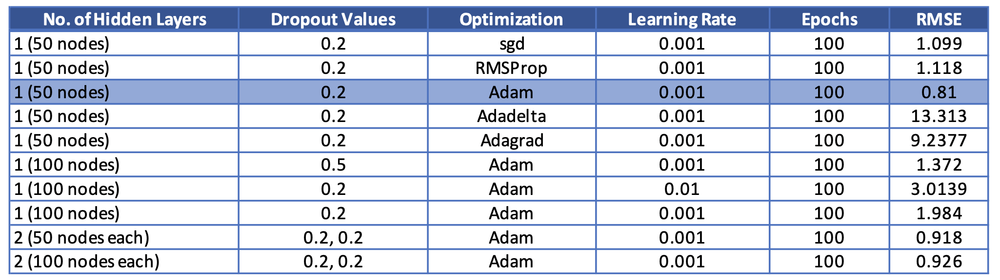 No. of Hidden Layers Dropout Values Optimization Learning Rate Epochs RMSE
1 (50 nodes) 0.2 sgd 0.001 100 1.099
1 (50 nodes) 0.2 RMSProp 0.001 100 1.118
1 (50 nodes) 0.2 Adam 0.001 100 0.81
1 (50 nodes) 0.2 Adadelta 0.001 100 13.313
1 (50 nodes) 0.2 Adagrad 0.001 100 9.2377
1 (100 nodes) 0.5 Adam 0.001 100 1.372
1 (100 nodes) 0.2 Adam 0.01 100 3.0139
1 (100 nodes) 0.2 Adam 0.001 100 1.984
2 (50 nodes each) 0.2, 0.2 Adam 0.001 100 0.918
2 (100 nodes each) 0.2, 0.2 Adam 0.001 100 0.926